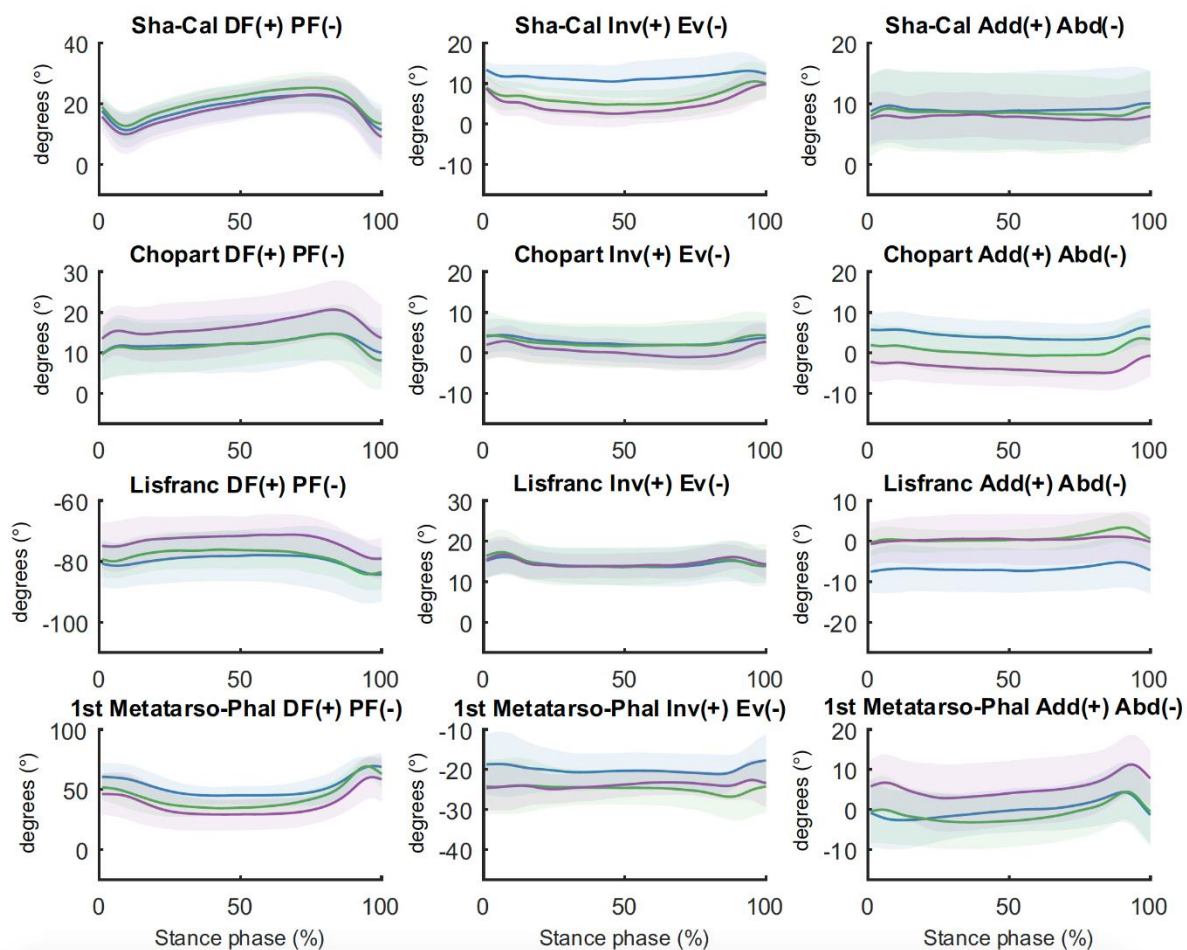 Sha-Cal DF(+) PF(-)
degrees (°)
40
20
0
0 50 100
Sha-Cal Inv(+) Ev(-)
degrees (°)
20
10
0
-10
0 50 100
Sha-Cal Add(+) Abd(-)
degrees (°)
20
10
0
0 50 100
Chopart DF(+) PF(-)
degrees (°)
30
20
10
0
0 50 100
Chopart Inv(+) Ev(-)
degrees (°)
20
10
0
-10
0 50 100
Chopart Add(+) Abd(-)
degrees (°)
20
10
0
-10
0 50 100
Lisfranc DF(+) PF(-)
degrees (°)
-60
-80
-100
0 50 100
Lisfranc Inv(+) Ev(-)
degrees (°)
30
20
10
0
0 50 100
Lisfranc Add(+) Abd(-)
degrees (°)
10
0
-10
-20
0 50 100
1st Metatarso-Phal DF(+) PF(-)
degrees (°)
100
50
0
0 50 100
Stance phase (%)
1st Metatarso-Phal Inv(+) Ev(-)
degrees (°)
-10
-20
-30
-40
0 50 100
Stance phase (%)
1st Metatarso-Phal Add(+) Abd(-)
degrees (°)
20
10
0
-10
0 50 100
Stance phase (%)